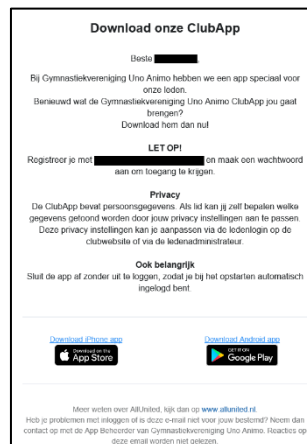 Download onze ClubApp
Beste
Bij Gymnastiekvereniging Uno Animo hebben we een app speciaal voor
onze leden.
Benieuwd wat de Gymnastiekvereniging Uno Animo ClubApp jou gaat
brengen?
Download hem dan nu!
LET OP!
Registreer je met en maak een wachtwoord
aan om toegang te krijgen.
Privacy
De ClubApp bevat persoonsgegevens. Als lid kan jij zelf bepalen welke
gegevens getoond worden door jouw privacy instellingen aan te passen.
Deze privacy instellingen kan je aanpassen via de ledenlogin op de
clubwebsite of via de ledenadministrateur.
Ook belangrijk
Sluit de app af zonder uit te loggen, zodat je bij het opstarten automatisch
ingelogd bent.
Download iPhone app Download Android app
Download on the App Store GET IT ON Google Play
Meer weten over AllUnited, kijk dan op www.allunited.nl.
Heb je problemen met inloggen of is deze e-mail niet voor jouw bestemd? Neem dan
contact op met de App Beheerder van Gymnastiekvereniging Uno Animo. Reacties op
deze email worden niet gelezen.